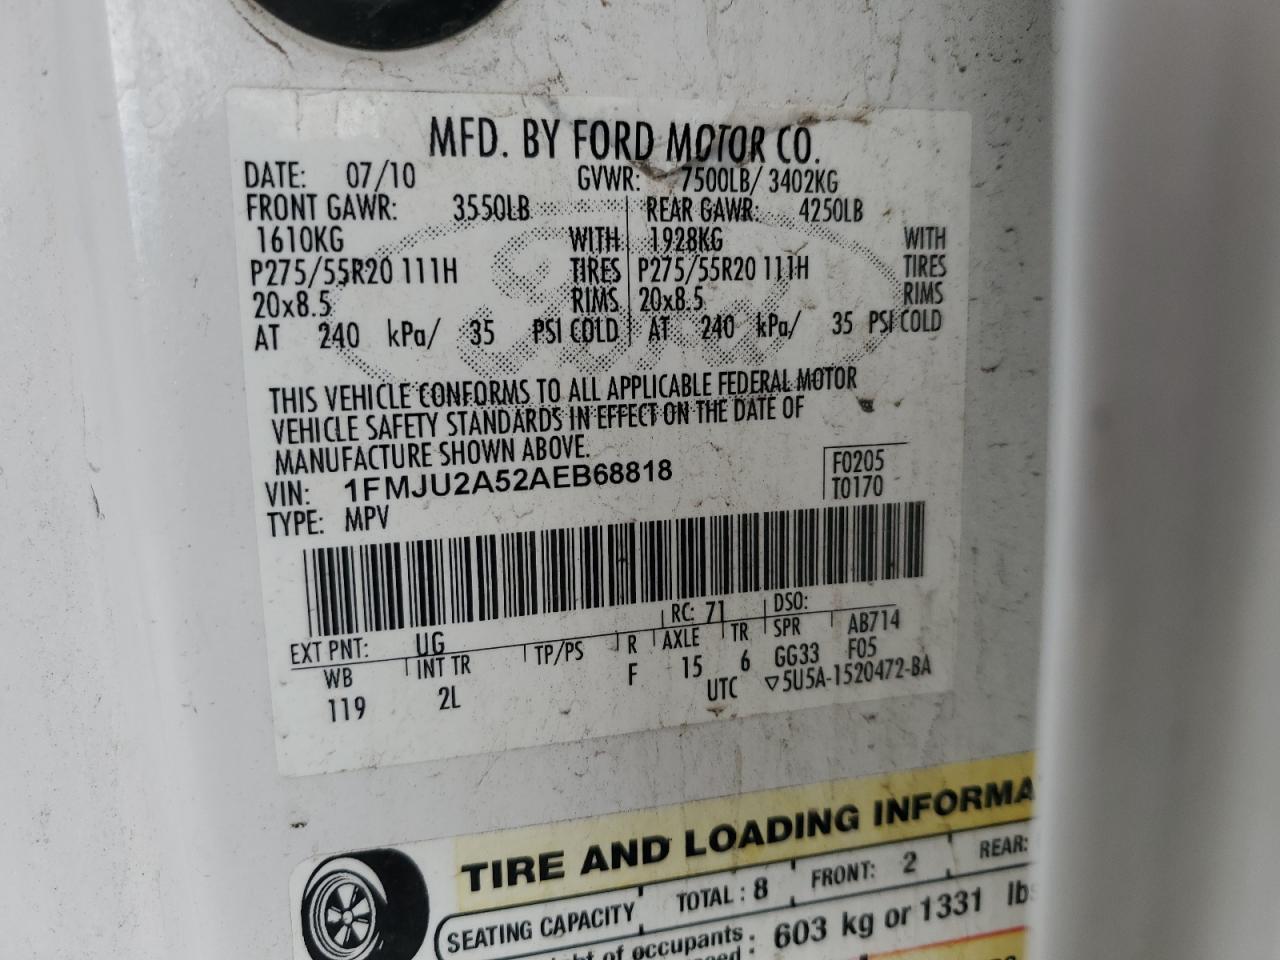 MFD. BY FORD MOTOR CO.
DATE: 07/10 GVWR: 7500LB/ 3402KG
FRONT GAWR: 3550LB REAR GAWR: 4250LB
1610KG WITH 1928KG WITH
P275/55R20 111H TIRES P275/55R20 111H TIRES
20x8.5 RIMS 20x8.5 RIMS
AT 240 kPa/ 35 PSI COLD AT 240 kPa/ 35 PSI COLD
THIS VEHICLE CONFORMS TO ALL APPLICABLE FEDERAL MOTOR
VEHICLE SAFETY STANDARDS IN EFFECT ON THE DATE OF
MANUFACTURE SHOWN ABOVE.
VIN: 1FMJU2A52AEB68818 F0205
TYPE: MPV T0170
RC: 71 DSO:
EXT PNT: UG R AXLE TR SPR AB714
WB INT TR TP/PS F 15 6 GG33 F05
119 2L UTC ▽5U5A-1520472-BA
TIRE AND LOADING INFORMA
SEATING CAPACITY TOTAL : 8 FRONT: 2 REAR:
of occupants : 603 kg or 1331 lb